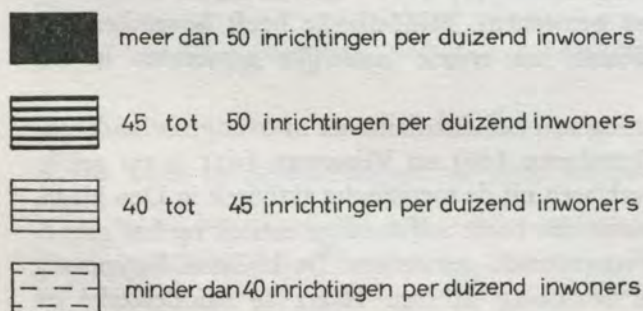 meer dan 50 inrichtingen per duizend inwoners
45 tot 50 inrichtingen per duizend inwoners
40 tot 45 inrichtingen per duizend inwoners
minder dan 40 inrichtingen per duizend inwoners